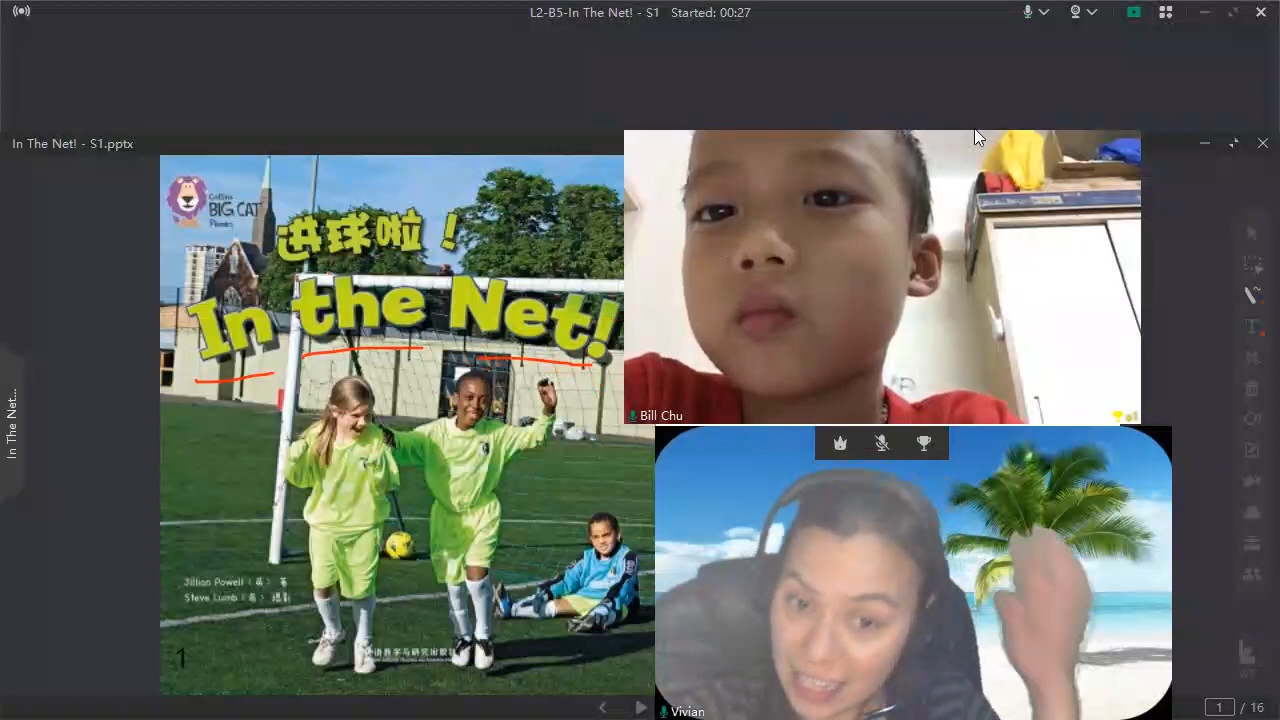 L2-B5-In The Net! - S1 Started: 00:27
In The Net! - S1.pptx
Collins
BIG CAT
Phonics
进球啦！
In the Net!
In The Net...
Bill Chu
Jillian Powell（英）著
Steve Lumb（英）摄影
1
Vivian
1 / 16